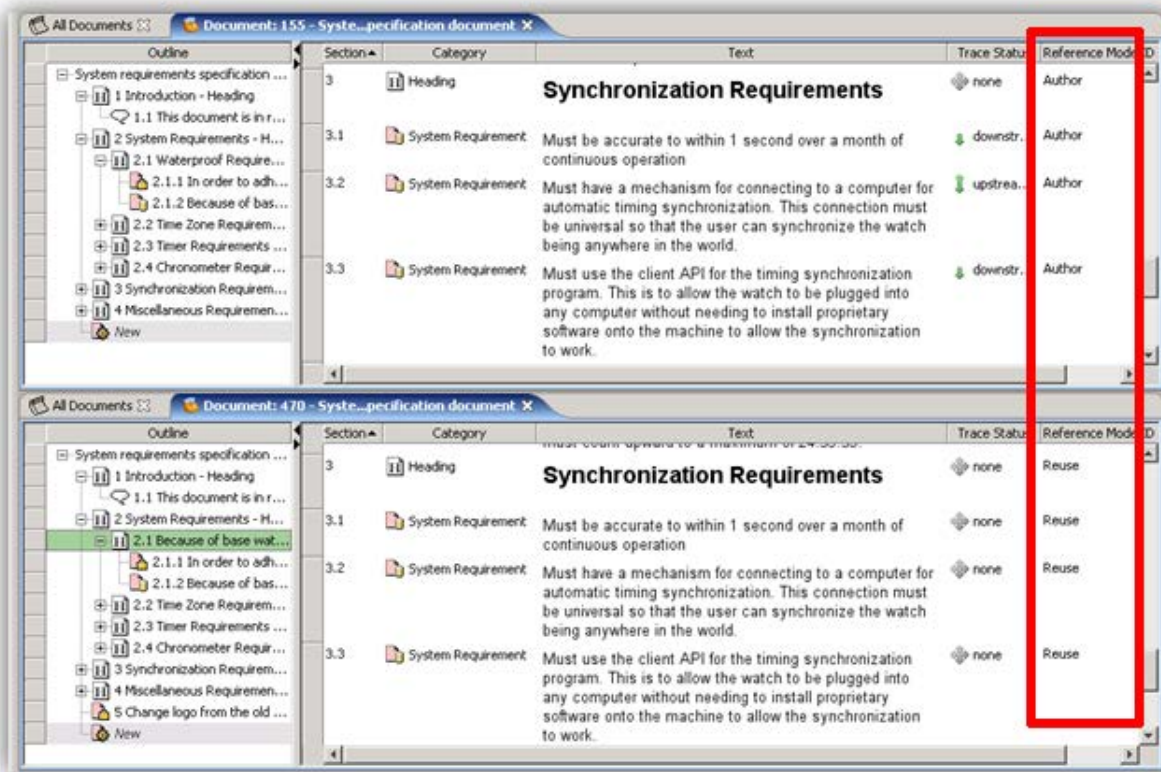 All Documents
Document: 155 - Syste...pecification document
Outline
Section Category Text Trace Status Reference Mode ID
System requirements specification ...
1 Introduction - Heading
1.1 This document is in r...
2 System Requirements - H...
2.1 Waterproof Require...
2.1.1 In order to adh...
2.1.2 Because of bas...
2.2 Time Zone Requirem...
2.3 Timer Requirements ...
2.4 Chronometer Requir...
3 Synchronization Requirem...
4 Miscellaneous Requiremen...
New
3 Heading Synchronization Requirements none Author
3.1 System Requirement Must be accurate to within 1 second over a month of downstr... Author
continuous operation
3.2 System Requirement Must have a mechanism for connecting to a computer for upstrea... Author
automatic timing synchronization. This connection must
be universal so that the user can synchronize the watch
being anywhere in the world.
3.3 System Requirement Must use the client API for the timing synchronization downstr... Author
program. This is to allow the watch to be plugged into
any computer without needing to install proprietary
software onto the machine to allow the synchronization
to work.
All Documents
Document: 470 - Syste...pecification document
Outline
Section Category Text Trace Status Reference Mode ID
System requirements specification ...
1 Introduction - Heading
1.1 This document is in r...
2 System Requirements - H...
2.1 Because of base wat...
2.1.1 In order to adh...
2.1.2 Because of bas...
2.2 Time Zone Requirem...
2.3 Timer Requirements ...
2.4 Chronometer Requir...
3 Synchronization Requirem...
4 Miscellaneous Requiremen...
5 Change logo from the old ...
New
3 Heading Synchronization Requirements none Reuse
3.1 System Requirement Must be accurate to within 1 second over a month of none Reuse
continuous operation
3.2 System Requirement Must have a mechanism for connecting to a computer for none Reuse
automatic timing synchronization. This connection must
be universal so that the user can synchronize the watch
being anywhere in the world.
3.3 System Requirement Must use the client API for the timing synchronization none Reuse
program. This is to allow the watch to be plugged into
any computer without needing to install proprietary
software onto the machine to allow the synchronization
to work.